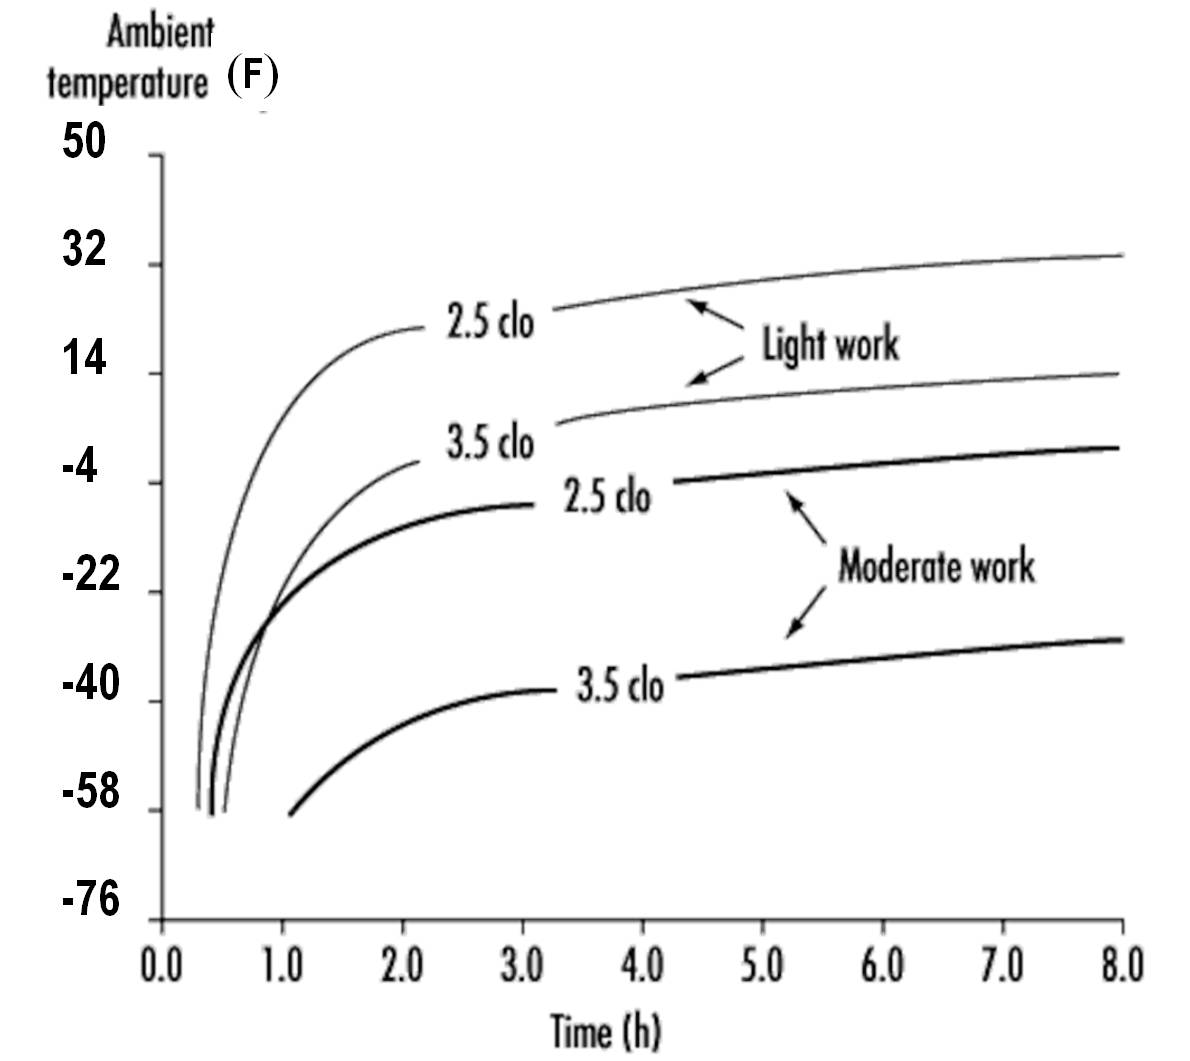 Ambient
temperature (F)
50
32
14
-4
-22
-40
-58
-76
2.5 clo
Light work
3.5 clo
2.5 clo
Moderate work
3.5 clo
0.0 1.0 2.0 3.0 4.0 5.0 6.0 7.0 8.0
Time (h)